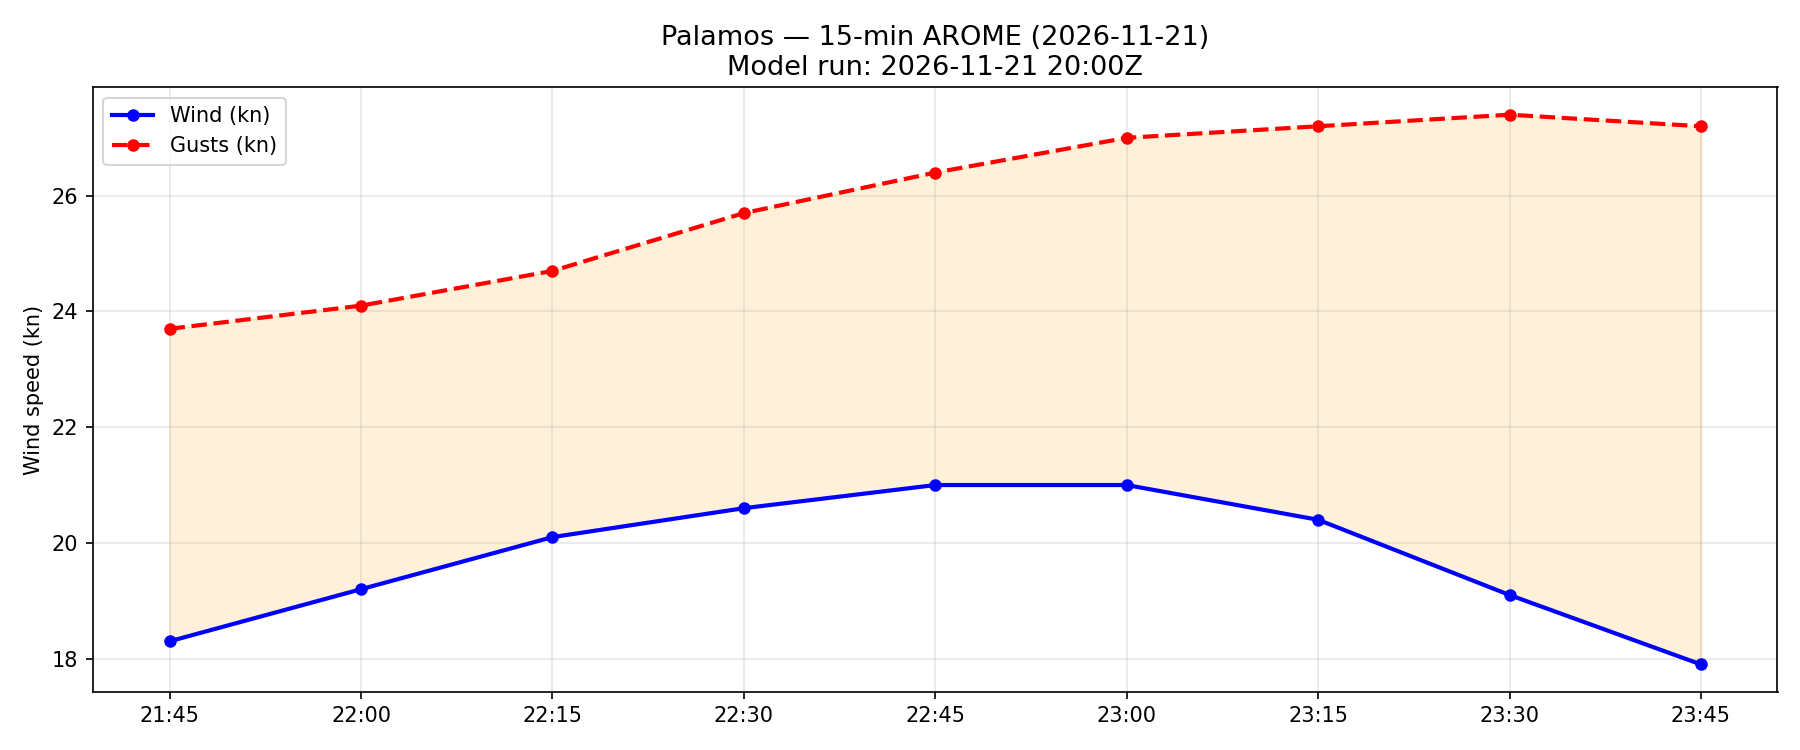 Palamos — 15-min AROME (2026-11-21)
Model run: 2026-11-21 20:00Z
Wind (kn)
Gusts (kn)
Wind speed (kn)
26
24
22
20
18
21:45 22:00 22:15 22:30 22:45 23:00 23:15 23:30 23:45